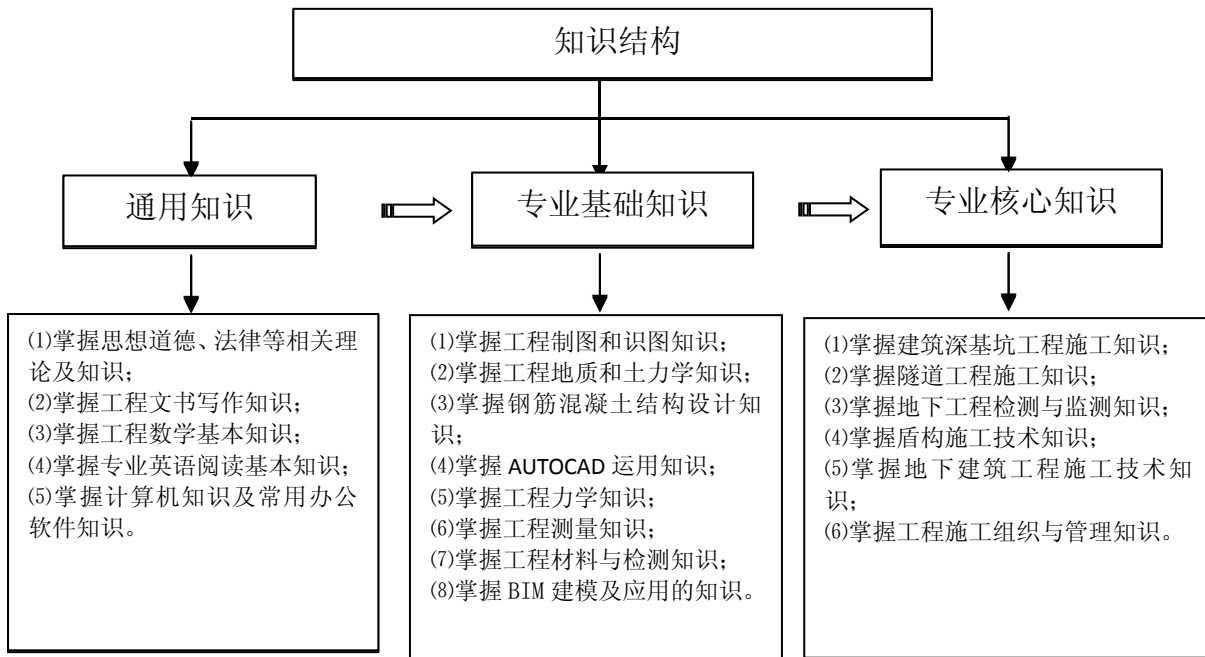 知识结构
通用知识
专业基础知识
专业核心知识
⑴掌握思想道德、法律等相关理
论及知识；
⑵掌握工程文书写作知识；
⑶掌握工程数学基本知识；
⑷掌握专业英语阅读基本知识；
⑸掌握计算机知识及常用办公
软件知识。
⑴掌握工程制图和识图知识；
⑵掌握工程地质和土力学知识；
⑶掌握钢筋混凝土结构设计知
识；
⑷掌握 AUTOCAD 运用知识；
⑸掌握工程力学知识；
⑹掌握工程测量知识；
⑺掌握工程材料与检测知识；
⑻掌握 BIM 建模及应用的知识。
⑴掌握建筑深基坑工程施工知识；
⑵掌握隧道工程施工知识；
⑶掌握地下工程检测与监测知识；
⑷掌握盾构施工技术知识；
⑸掌握地下建筑工程施工技术知
识；
⑹掌握工程施工组织与管理知识。